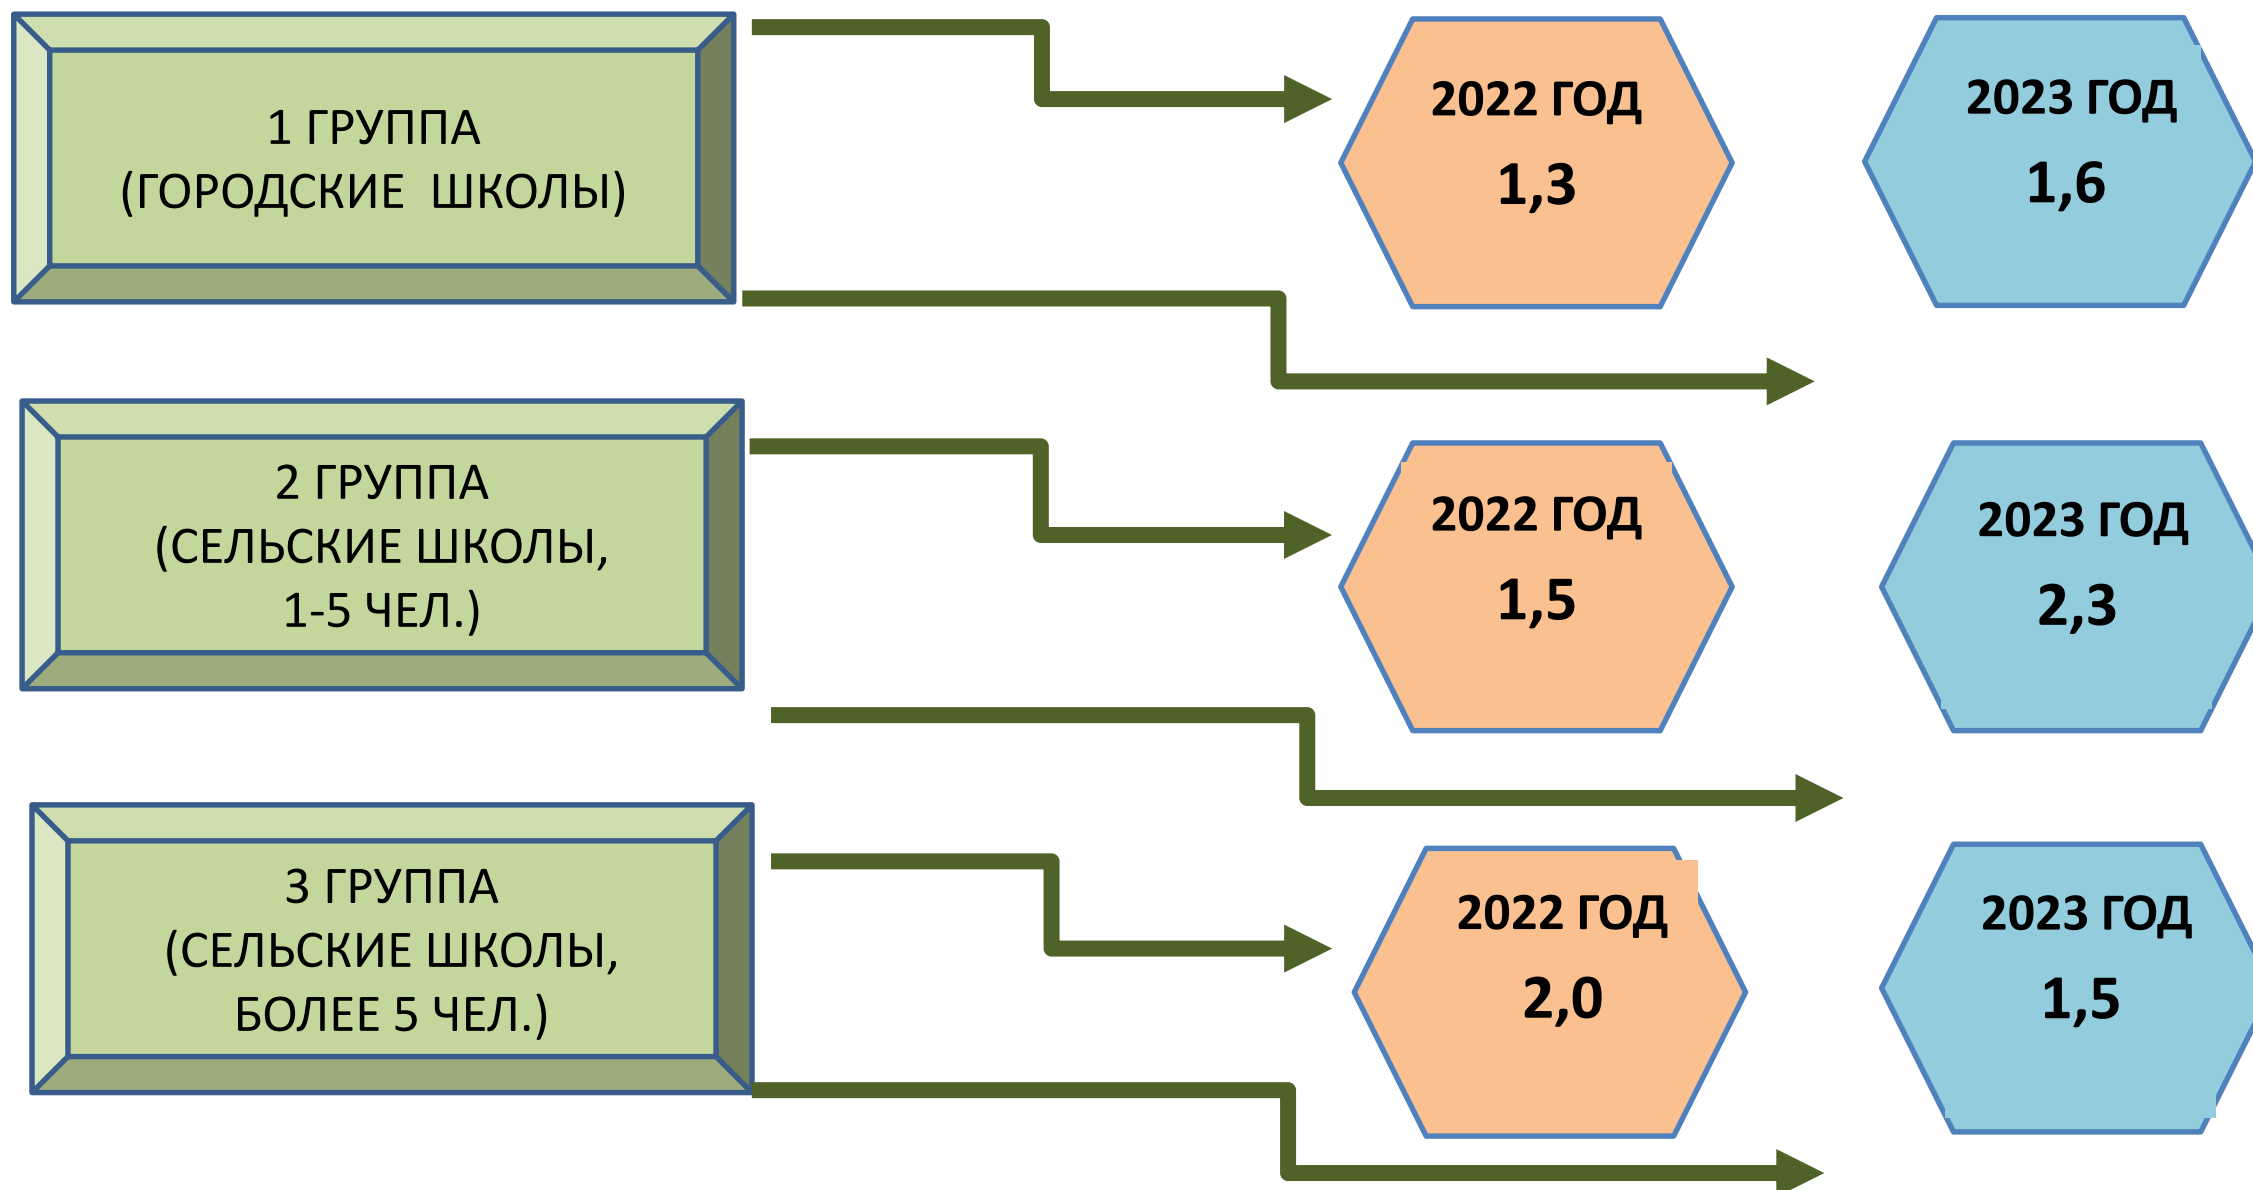 1 ГРУППА
(ГОРОДСКИЕ ШКОЛЫ)
2022 ГОД
1,3
2023 ГОД
1,6
2 ГРУППА
(СЕЛЬСКИЕ ШКОЛЫ,
1-5 ЧЕЛ.)
2022 ГОД
1,5
2023 ГОД
2,3
3 ГРУППА
(СЕЛЬСКИЕ ШКОЛЫ,
БОЛЕЕ 5 ЧЕЛ.)
2022 ГОД
2,0
2023 ГОД
1,5